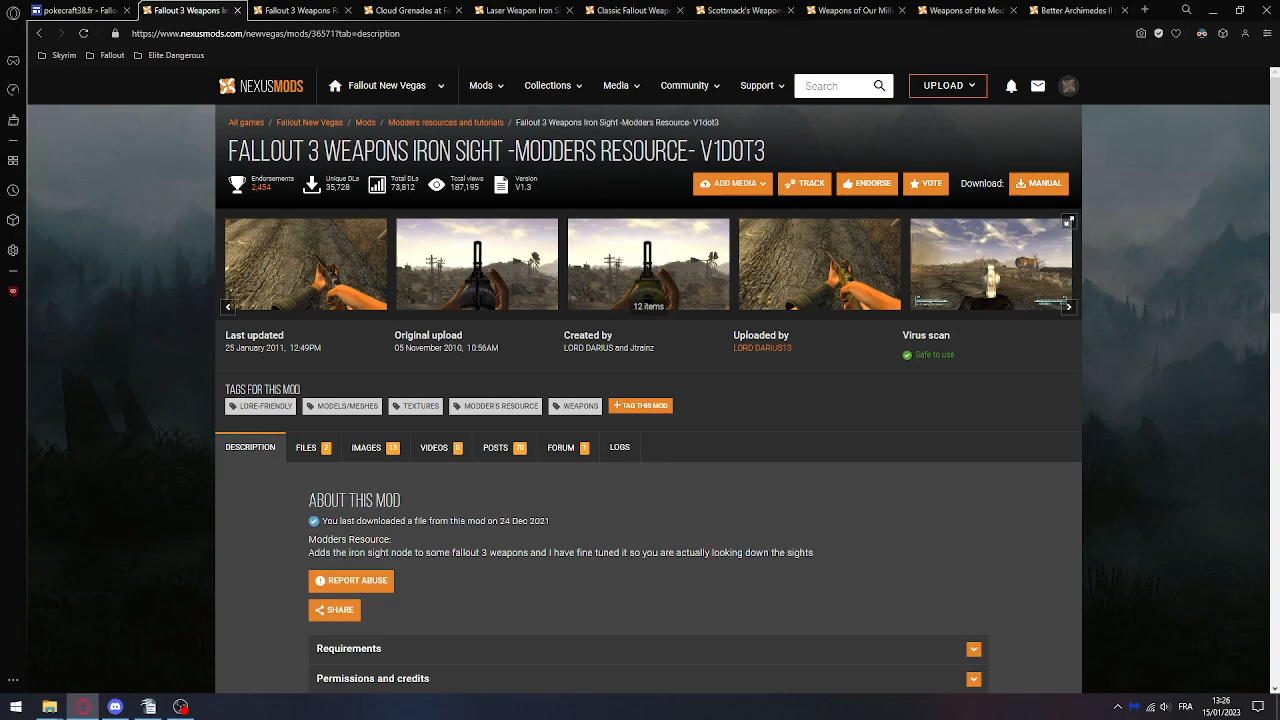 pokecraft38.fr - Fallo
Fallout 3 Weapons Ir
Fallout 3 Weapons Re
Cloud Grenades at Fa
Laser Weapon Iron Si
Classic Fallout Weap
Scottmack's Weapon
Weapons of Our Mille
Weapons of the Mod
Better Archimedes II
https://www.nexusmods.com/newvegas/mods/36571?tab=description
Skyrim
Fallout
Elite Dangerous
NEXUSMODS
Fallout New Vegas
Mods
Collections
Media
Community
Support
Search
UPLOAD
All games / Fallout New Vegas / Mods / Modders resources and tutorials / Fallout 3 Weapons Iron Sight -Modders Resource- V1dot3
FALLOUT 3 WEAPONS IRON SIGHT -MODDERS RESOURCE- V1DOT3
Endorsements
2,454
Unique DLs
35,728
Total DLs
73,812
Total views
187,195
Version
V1.3
ADD MEDIA
TRACK
ENDORSE
VOTE
Download:
MANUAL
12 items
Last updated
25 January 2011, 12:49PM
Original upload
05 November 2010, 10:56AM
Created by
LORD DARIUS and Jtrainz
Uploaded by
LORD DARIUS13
Virus scan
Safe to use
TAGS FOR THIS MOD
LORE-FRIENDLY
MODELS/MESHES
TEXTURES
MODDER'S RESOURCE
WEAPONS
+ TAG THIS MOD
DESCRIPTION
FILES 2
IMAGES 13
VIDEOS 0
POSTS 70
FORUM 1
LOGS
ABOUT THIS MOD
You last downloaded a file from this mod on 24 Dec 2021
Modders Resource:
Adds the iron sight node to some fallout 3 weapons and I have fine tuned it so you are actually looking down the sights
REPORT ABUSE
SHARE
Requirements
Permissions and credits
FRA
13:26
15/01/2023